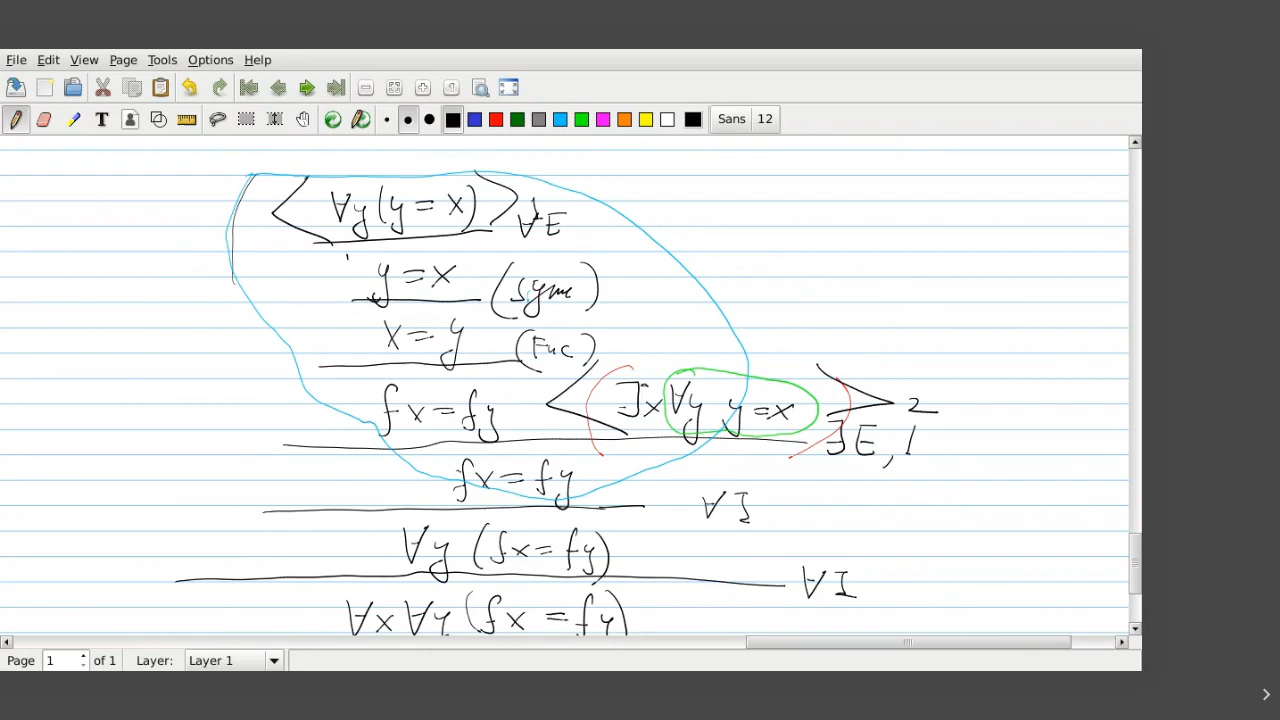 File Edit View Page Tools Options Help
Sans 12
∀y(y = x) ∀E
y = x (sym)
x = y (Func)
fx = fy ∃x ∀y y = x 2
∃E, 1
fx = fy
∀I
∀y (fx = fy)
∀I
∀x ∀y (fx = fy)
Page 1 of 1 Layer: Layer 1